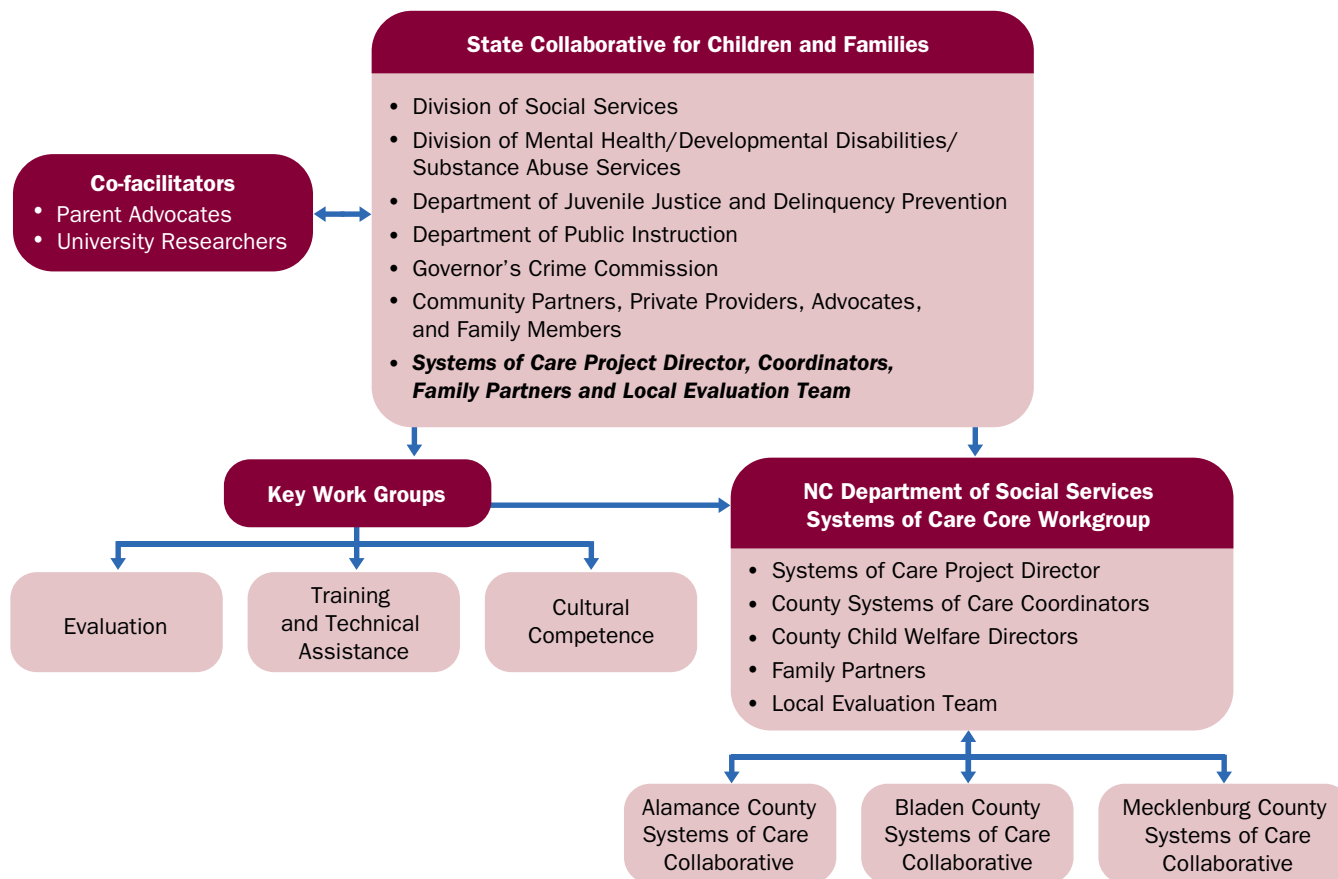 State Collaborative for Children and Families
• Division of Social Services
• Division of Mental Health/Developmental Disabilities/
Substance Abuse Services
• Department of Juvenile Justice and Delinquency Prevention
• Department of Public Instruction
• Governor’s Crime Commission
• Community Partners, Private Providers, Advocates,
and Family Members
• Systems of Care Project Director, Coordinators,
Family Partners and Local Evaluation Team
Co-facilitators
• Parent Advocates
• University Researchers
Key Work Groups
Evaluation
Training
and Technical
Assistance
Cultural
Competence
NC Department of Social Services
Systems of Care Core Workgroup
• Systems of Care Project Director
• County Systems of Care Coordinators
• County Child Welfare Directors
• Family Partners
• Local Evaluation Team
Alamance County
Systems of Care
Collaborative
Bladen County
Systems of Care
Collaborative
Mecklenburg County
Systems of Care
Collaborative